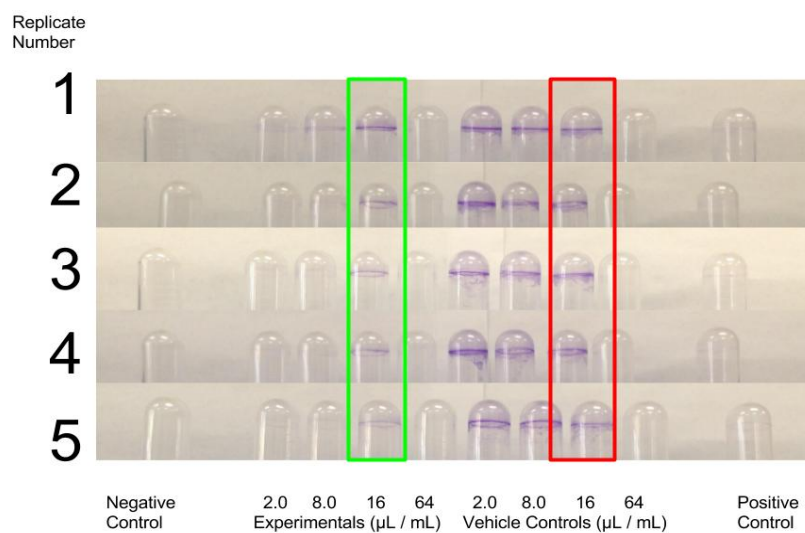 Replicate
Number
1
2
3
4
5
Negative
Control
2.0 8.0 16 64
Experimentals (µL / mL)
2.0 8.0 16 64
Vehicle Controls (µL / mL)
Positive
Control